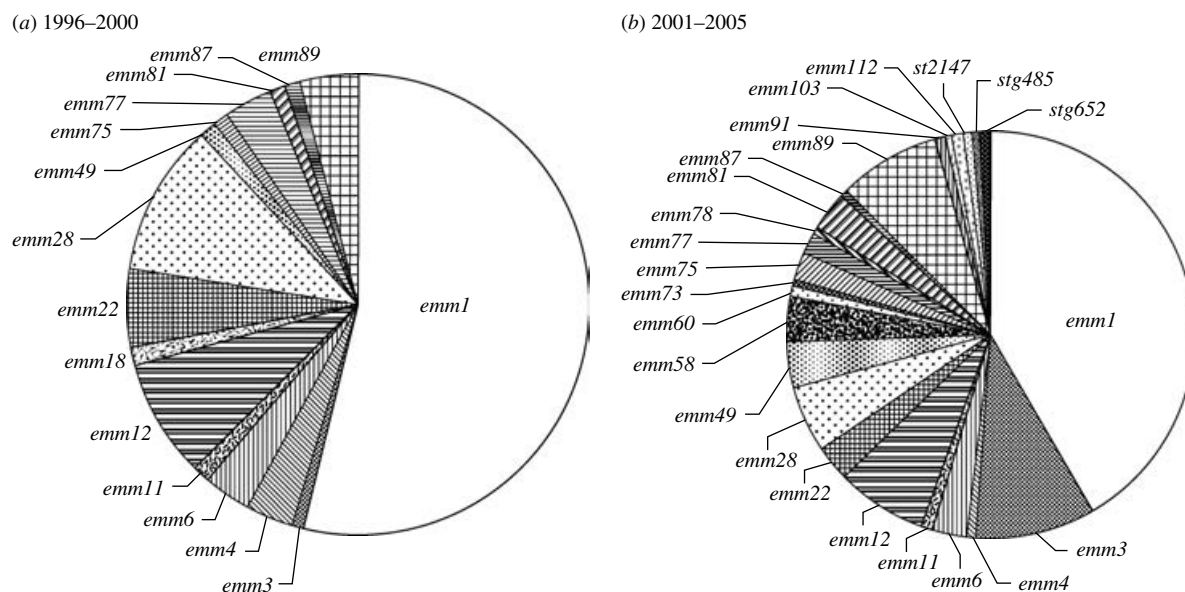 (a) 1996–2000
emm87
emm89
emm81
emm77
emm75
emm49
emm28
emm22
emm18
emm12
emm11
emm6
emm4
emm3
emm1
(b) 2001–2005
emm112
st2147
stg485
emm103
stg652
emm91
emm89
emm87
emm81
emm78
emm77
emm75
emm73
emm60
emm58
emm49
emm28
emm22
emm12
emm11
emm6
emm4
emm3
emm1